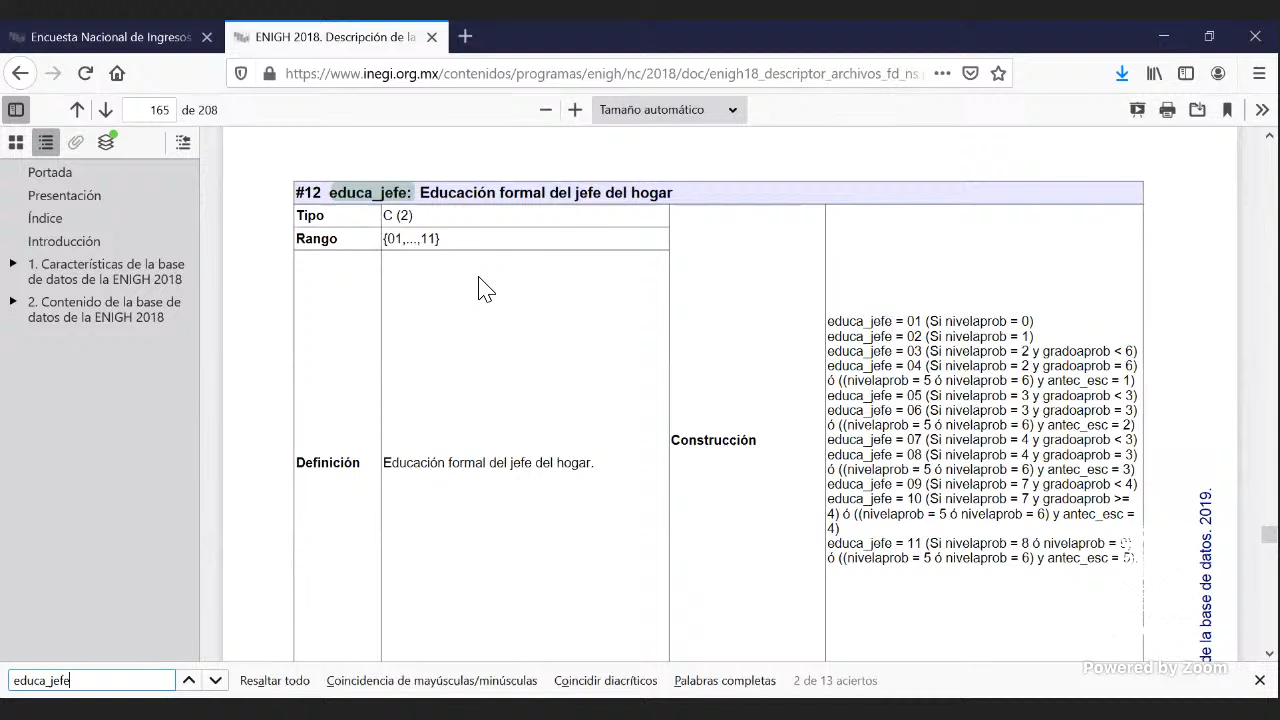 Encuesta Nacional de Ingresos
ENIGH 2018. Descripción de la
https://www.inegi.org.mx/contenidos/programas/enigh/nc/2018/doc/enigh18_descriptor_archivos_fd_ns
165 de 208
Tamaño automático
Portada
Presentación
Índice
Introducción
1. Características de la base
de datos de la ENIGH 2018
2. Contenido de la base de
datos de la ENIGH 2018
#12 educa_jefe: Educación formal del jefe del hogar
Tipo C (2)
Rango {01,...,11}
Definición Educación formal del jefe del hogar.
Construcción
educa_jefe = 01 (Si nivelaprob = 0)
educa_jefe = 02 (Si nivelaprob = 1)
educa_jefe = 03 (Si nivelaprob = 2 y gradoaprob < 6)
educa_jefe = 04 (Si nivelaprob = 2 y gradoaprob = 6)
ó ((nivelaprob = 5 ó nivelaprob = 6) y antec_esc = 1)
educa_jefe = 05 (Si nivelaprob = 3 y gradoaprob < 3)
educa_jefe = 06 (Si nivelaprob = 3 y gradoaprob = 3)
ó ((nivelaprob = 5 ó nivelaprob = 6) y antec_esc = 2)
educa_jefe = 07 (Si nivelaprob = 4 y gradoaprob < 3)
educa_jefe = 08 (Si nivelaprob = 4 y gradoaprob = 3)
ó ((nivelaprob = 5 ó nivelaprob = 6) y antec_esc = 3)
educa_jefe = 09 (Si nivelaprob = 7 y gradoaprob < 4)
educa_jefe = 10 (Si nivelaprob = 7 y gradoaprob >=
4) ó ((nivelaprob = 5 ó nivelaprob = 6) y antec_esc =
4)
educa_jefe = 11 (Si nivelaprob = 8 ó nivelaprob = 9)
ó ((nivelaprob = 5 ó nivelaprob = 6) y antec_esc = 5).
de la base de datos. 2019.
Powered by Zoom
educa_jefe
Resaltar todo
Coincidencia de mayúsculas/minúsculas
Coincidir diacríticos
Palabras completas
2 de 13 aciertos